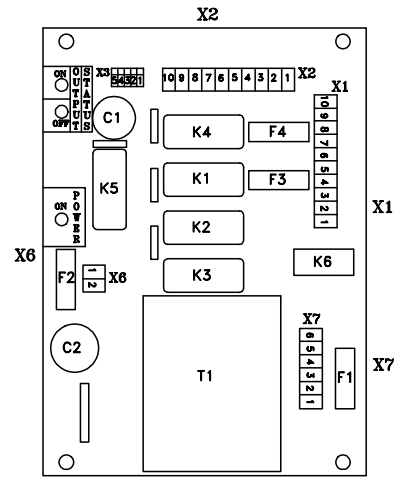 X2
X3
54321
10 9 8 7 6 5 4 3 2 1
X2
ON
OFF
OUTPUT
STATUS
C1
K4
F4
X1
10
9
8
7
6
5
4
3
2
1
K5
K1
F3
X1
ON
POWER
K2
X6
F2
1
2
X6
K3
K6
C2
T1
X7
6
5
4
3
2
1
F1
X7